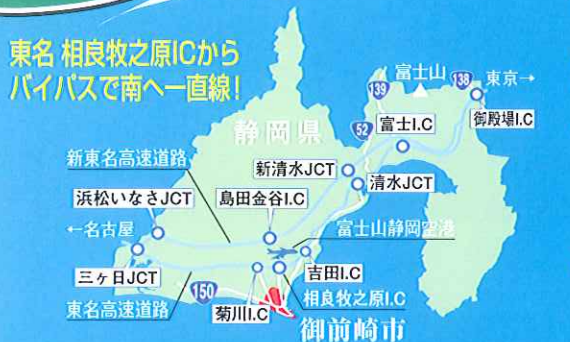 東名 相良牧之原ICから
バイパスで南へ一直線!
富士山
138
東京→
139
52
富士I.C
御殿場I.C
静岡県
新東名高速道路
新清水JCT
清水JCT
浜松いなさJCT
島田金谷I.C
←名古屋
富士山静岡空港
三ヶ日JCT
吉田I.C
東名高速道路
150
相良牧之原I.C
菊川I.C
御前崎市